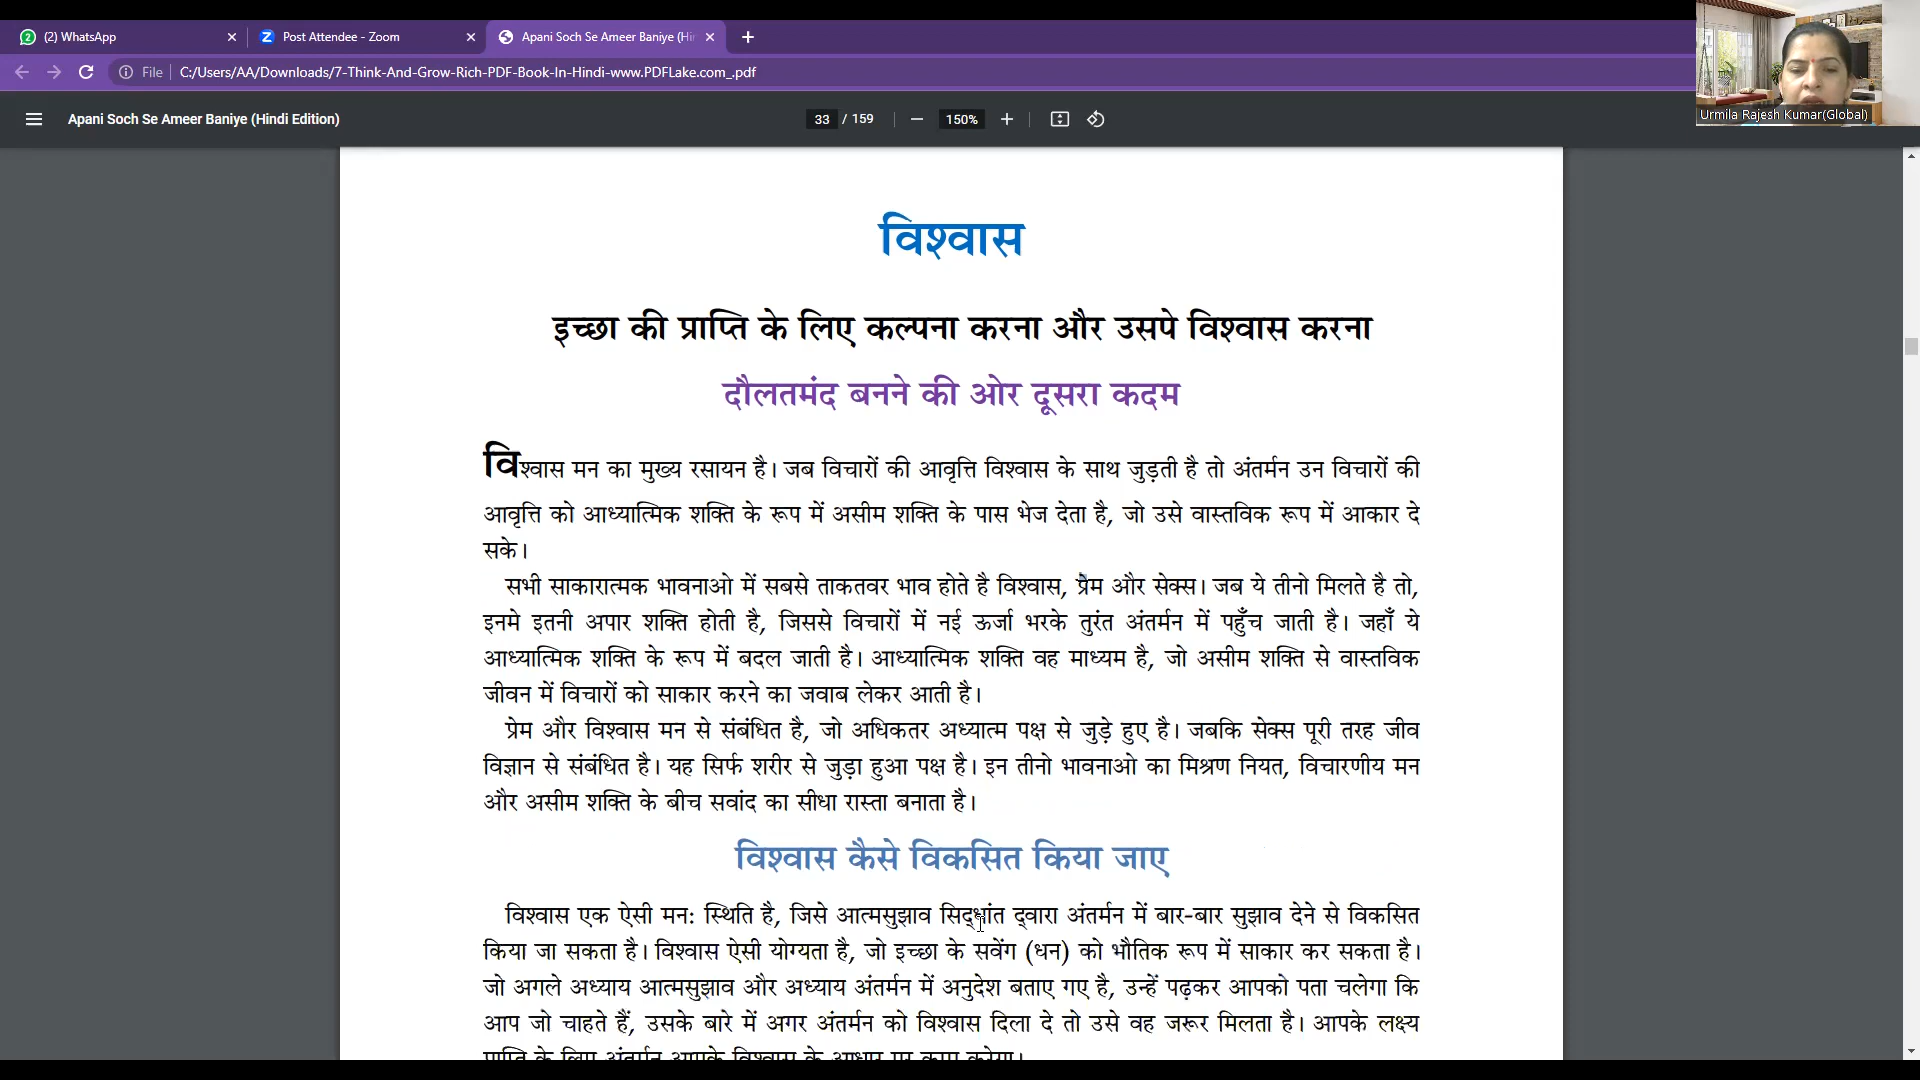 (2) WhatsApp
Post Attendee - Zoom
Apani Soch Se Ameer Baniye (Hi
File
C:/Users/AA/Downloads/7-Think-And-Grow-Rich-PDF-Book-In-Hindi-www.PDFLake.com_.pdf
Urmila Rajesh Kumar(Global)
Apani Soch Se Ameer Baniye (Hindi Edition)
33 / 159
150%
विश्वास
इच्छा की प्राप्ति के लिए कल्पना करना और उसपे विश्वास करना
दौलतमंद बनने की ओर दूसरा कदम
विश्वास मन का मुख्य रसायन है। जब विचारों की आवृत्ति विश्वास के साथ जुड़ती है तो अंतर्मन उन विचारों की
आवृत्ति को आध्यात्मिक शक्ति के रूप में असीम शक्ति के पास भेज देता है, जो उसे वास्तविक रूप में आकार दे
सके।
सभी साकारात्मक भावनाओ में सबसे ताकतवर भाव होते है विश्वास, प्रेम और सेक्स। जब ये तीनो मिलते है तो,
इनमे इतनी अपार शक्ति होती है, जिससे विचारों में नई ऊर्जा भरके तुरंत अंतर्मन में पहुँच जाती है। जहाँ ये
आध्यात्मिक शक्ति के रूप में बदल जाती है। आध्यात्मिक शक्ति वह माध्यम है, जो असीम शक्ति से वास्तविक
जीवन में विचारों को साकार करने का जवाब लेकर आती है।
प्रेम और विश्वास मन से संबंधित है, जो अधिकतर अध्यात्म पक्ष से जुड़े हुए है। जबकि सेक्स पूरी तरह जीव
विज्ञान से संबंधित है। यह सिर्फ शरीर से जुड़ा हुआ पक्ष है। इन तीनो भावनाओ का मिश्रण नियत, विचारणीय मन
और असीम शक्ति के बीच सवांद का सीधा रास्ता बनाता है।
विश्वास कैसे विकसित किया जाए
विश्वास एक ऐसी मन: स्थिति है, जिसे आत्मसुझाव सिद्धांत द्वारा अंतर्मन में बार-बार सुझाव देने से विकसित
किया जा सकता है। विश्वास ऐसी योग्यता है, जो इच्छा के सवेंग (धन) को भौतिक रूप में साकार कर सकता है।
जो अगले अध्याय आत्मसुझाव और अध्याय अंतर्मन में अनुदेश बताए गए है, उन्हें पढ़कर आपको पता चलेगा कि
आप जो चाहते हैं, उसके बारे में अगर अंतर्मन को विश्वास दिला दे तो उसे वह जरूर मिलता है। आपके लक्ष्य
प्राप्ति के लिए अंतर्मन आपके विश्वास के आधार पर काम करेगा।